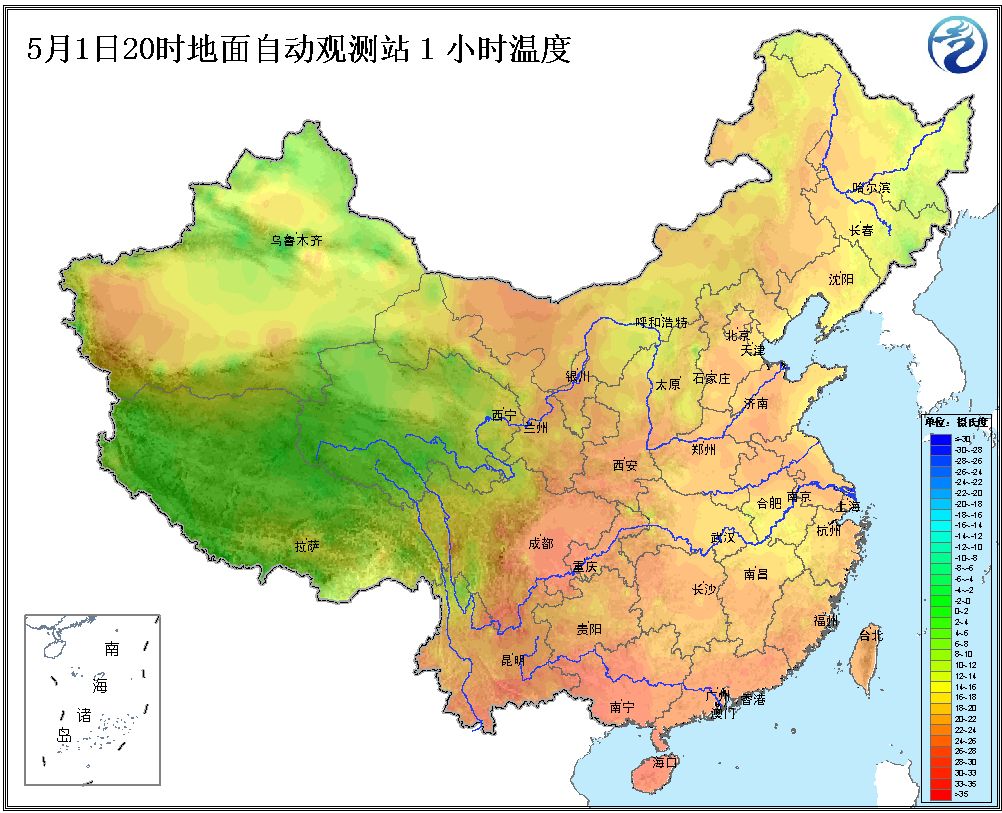 5月1日20时地面自动观测站 1 小时温度
哈尔滨
长春
乌鲁木齐
沈阳
呼和浩特
北京
天津
银川
太原
石家庄
西宁
兰州
济南
郑州
西安
合肥
南京
上海
杭州
成都
武汉
拉萨
重庆
南昌
长沙
福州
贵阳
台北
昆明
广州
香港
澳门
南宁
海口
南
海
诸
岛
单位：摄氏度
≤-30
-30~-28
-28~-26
-26~-24
-24~-22
-22~-20
-20~-18
-18~-16
-16~-14
-14~-12
-12~-10
-10~-8
-8~-6
-6~-4
-4~-2
-2~0
0~2
2~4
4~6
6~8
8~10
10~12
12~14
14~16
16~18
18~20
20~22
22~24
24~26
26~28
28~30
30~33
33~35
>35